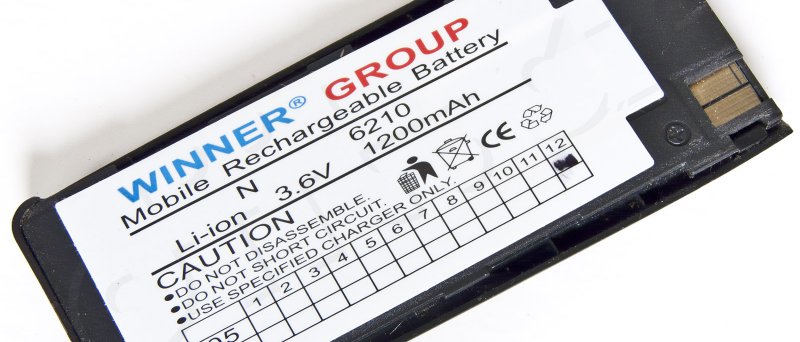 WINNER® GROUP
Mobile Rechargeable Battery
N 6210
Li-ion 3.6V 1200mAh
CAUTION
●DO NOT DISASSEMBLE.
●DO NOT SHORT CIRCUIT.
●USE SPECIFIED CHARGER ONLY.
CE
1 2 3 4 5 6 7 8 9 10 11 12
05